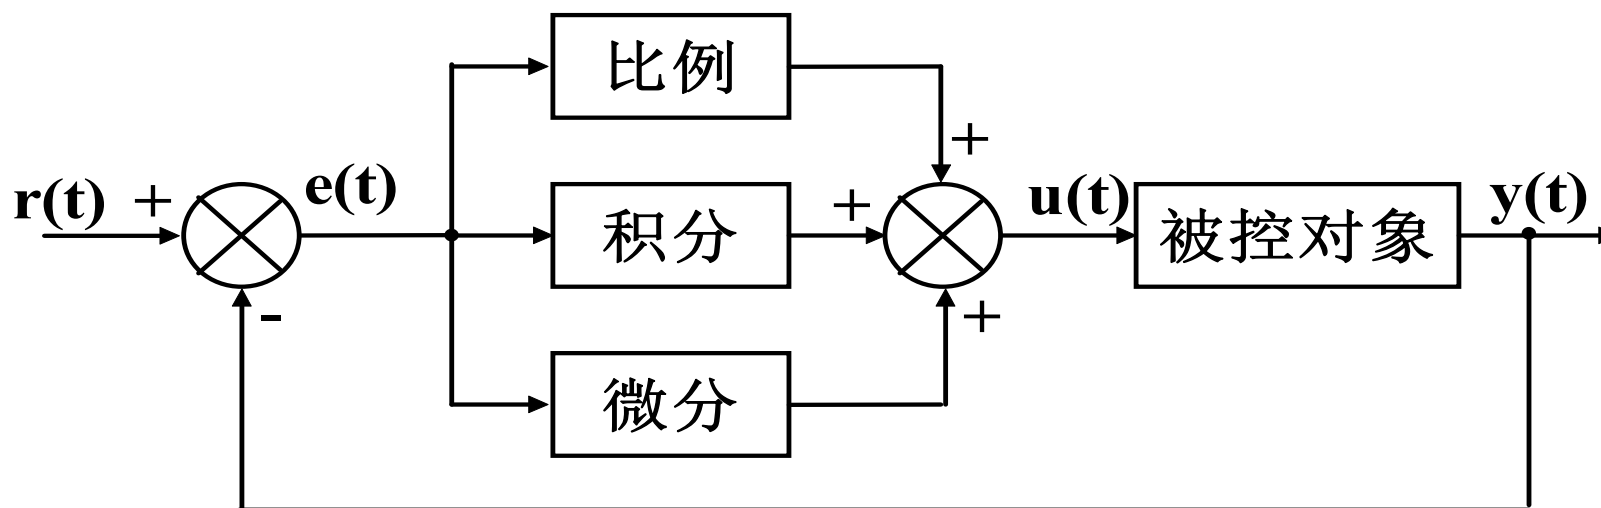 比例
+
r(t)
+
e(t)
积分
+
u(t)
被控对象
y(t)
-
+
微分